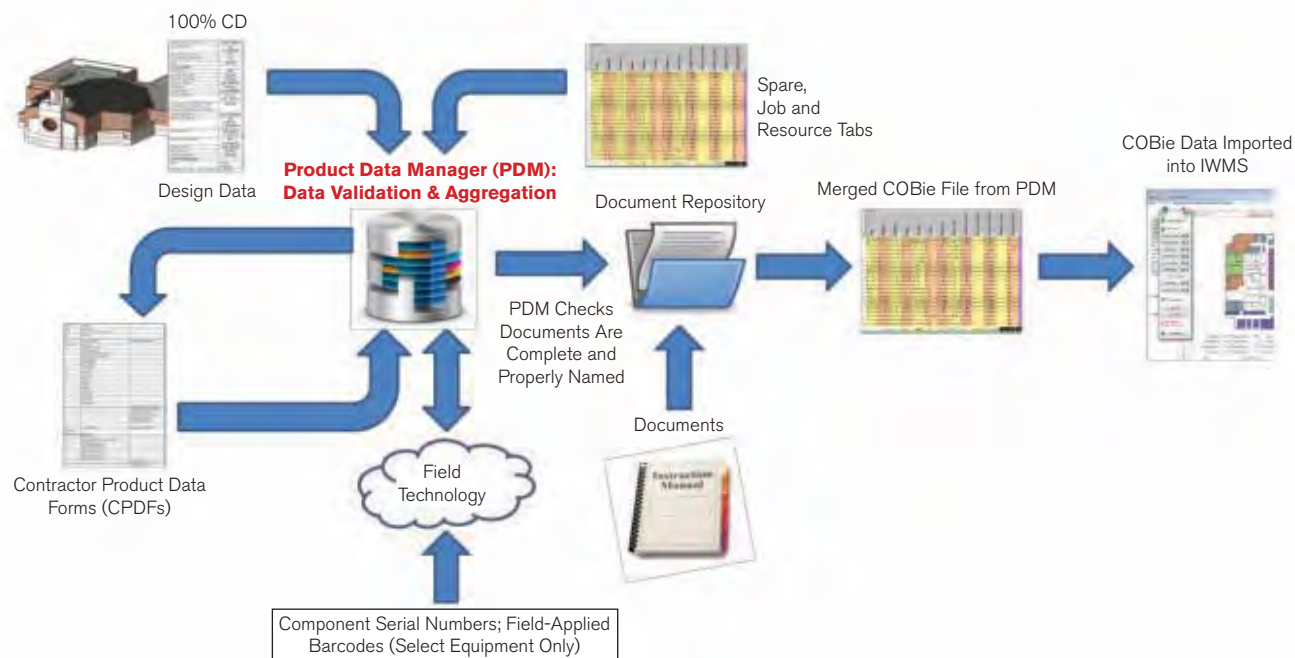 100% CD
Design Data
Product Data Manager (PDM):
Data Validation & Aggregation
Spare,
Job and
Resource Tabs
Document Repository
Merged COBie File from PDM
COBie Data Imported
into IWMS
PDM Checks
Documents Are
Complete and
Properly Named
Documents
Instruction
Manual
Contractor Product Data
Forms (CPDFs)
Field
Technology
Component Serial Numbers; Field-Applied
Barcodes (Select Equipment Only)